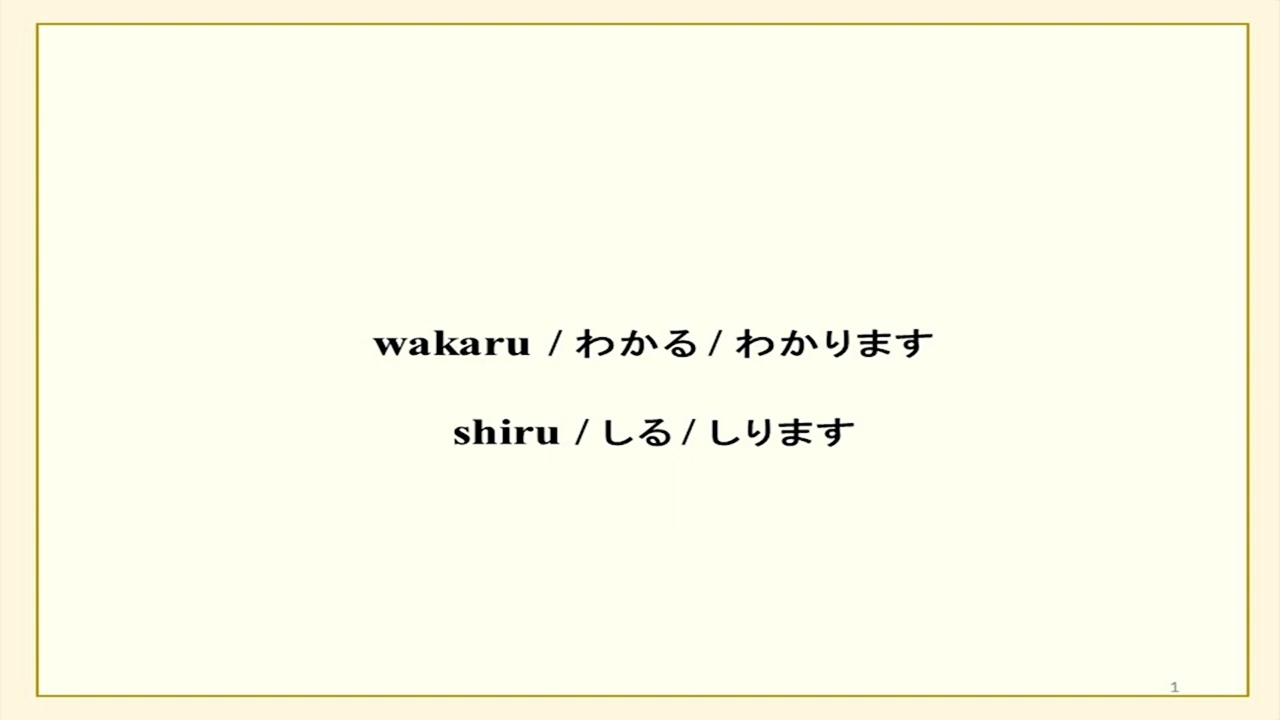 wakaru / わかる / わかります
shiru / しる / しります
1